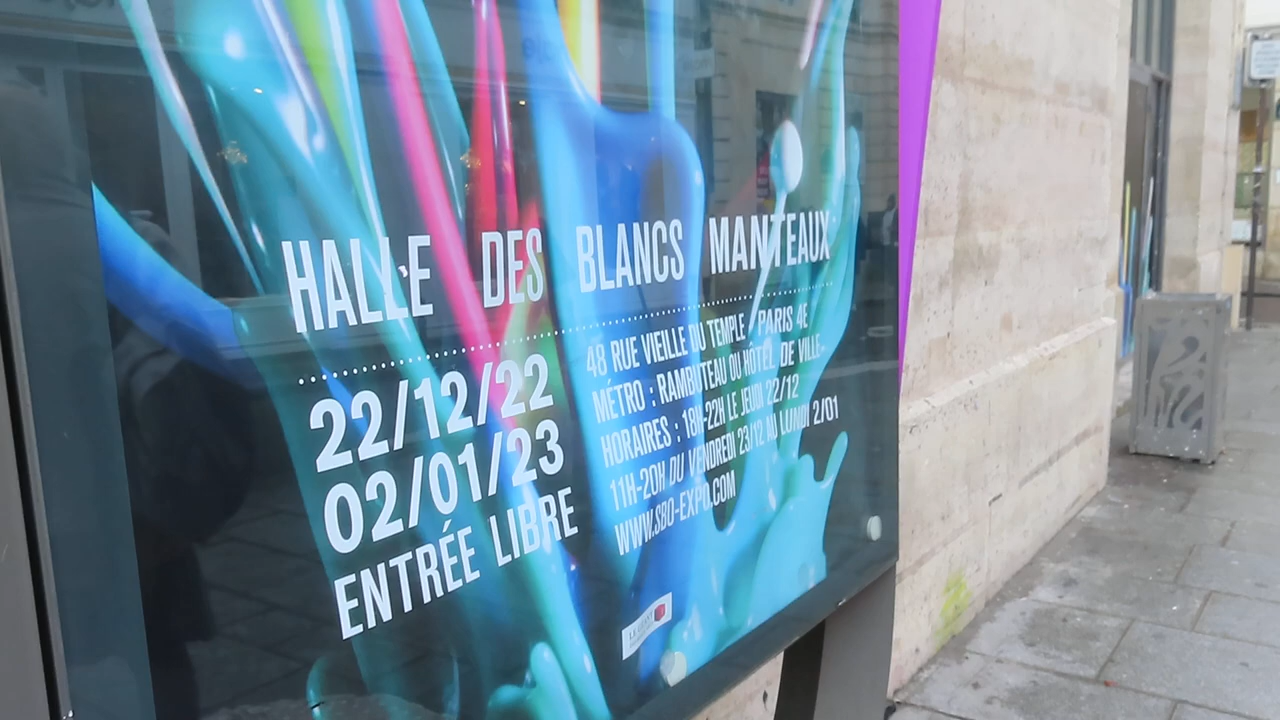 HALLE DES BLANCS MANTEAUX
22/12/22
02/01/23
ENTRÉE LIBRE
48 RUE VIEILLE DU TEMPLE PARIS 4E
MÉTRO : RAMBUTEAU OU HÔTEL DE VILLE
HORAIRES : 18H-22H LE JEUDI 22/12
11H-20H DU VENDREDI 23/12 AU LUNDI 2/01
WWW.SBO-EXPO.COM